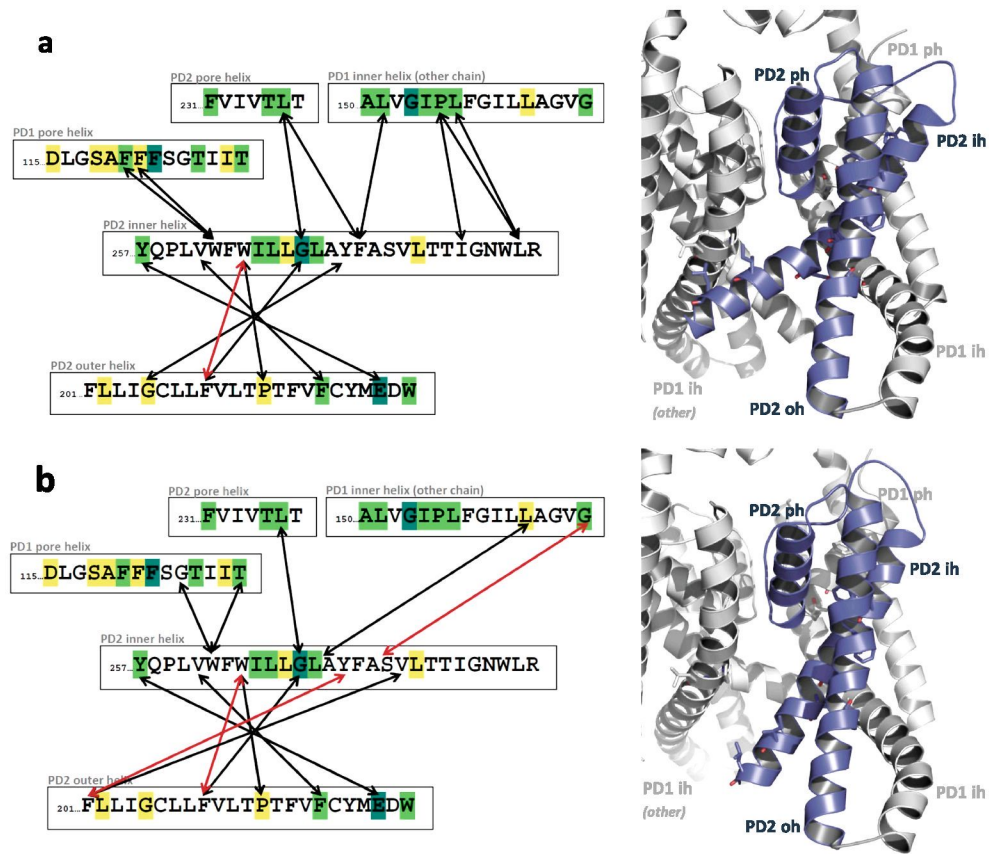 a
PD2 pore helix
231... FVIVTLT
PD1 inner helix (other chain)
150... ALVGIPLFGILLAGVG
PD1 pore helix
115... DLGSAFFFSGTIIT
PD2 inner helix
257... YQPLVWFWILLGLAYFASVLTTIGNWLR
PD2 outer helix
201... FLLIGCLLFVLTPTFVFCYMEDW
PD1 ph
PD2 ph
PD2 ih
PD1 ih
PD1 ih
(other)
PD2 oh
b
PD2 pore helix
231... FVIVTLT
PD1 inner helix (other chain)
150... ALVGIPLFGILLAGVG
PD1 pore helix
115... DLGSAFFFSGTIIT
PD2 inner helix
257... YQPLVWFWILLGLAYFASVLTTIGNWLR
PD2 outer helix
201... FLLIGCLLFVLTPTFVFCYMEDW
PD1 ph
PD2 ph
PD2 ih
PD1 ih
(other)
PD1 ih
PD2 oh